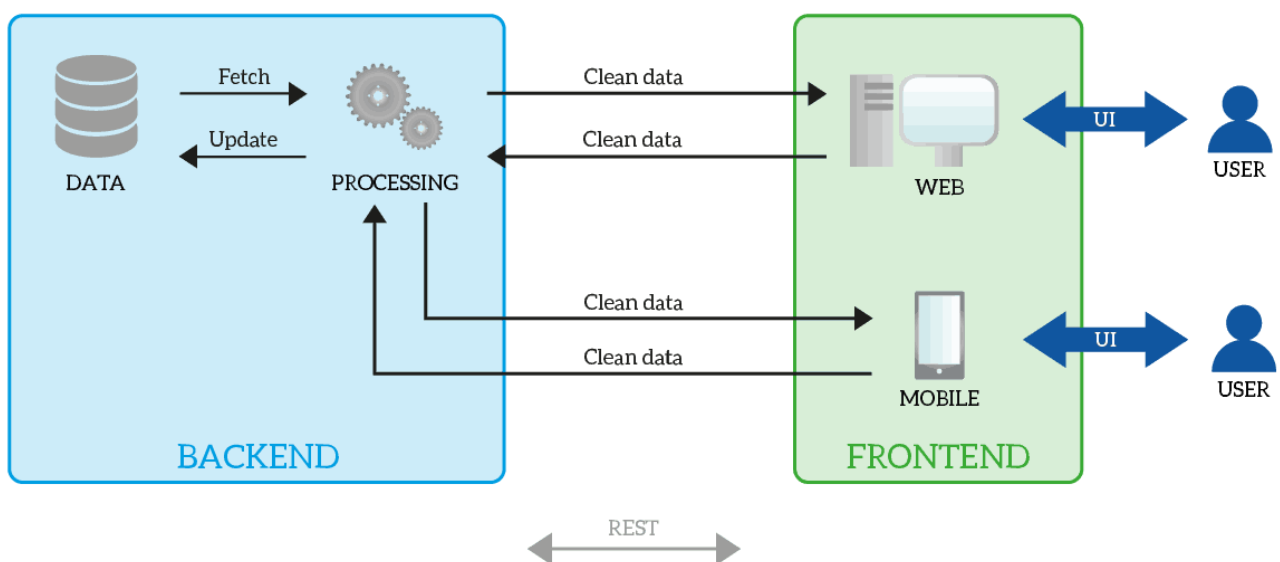 Fetch
Update
DATA
PROCESSING
Clean data
Clean data
WEB
UI
USER
Clean data
Clean data
MOBILE
UI
USER
BACKEND
FRONTEND
REST